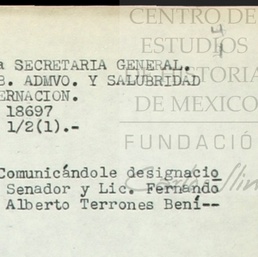 CENTRO DE
ESTUDIOS
DE HISTORIA
DE MEXICO
FUNDACIÓ
4
a SECRETARIA GENERAL.
B. ADMVO. Y SALUBRIDAD
ERNACION.
18697
1/2(1).-
Comunicándole designacio
Senador y Lic. Fernando
Alberto Terrones Bení--